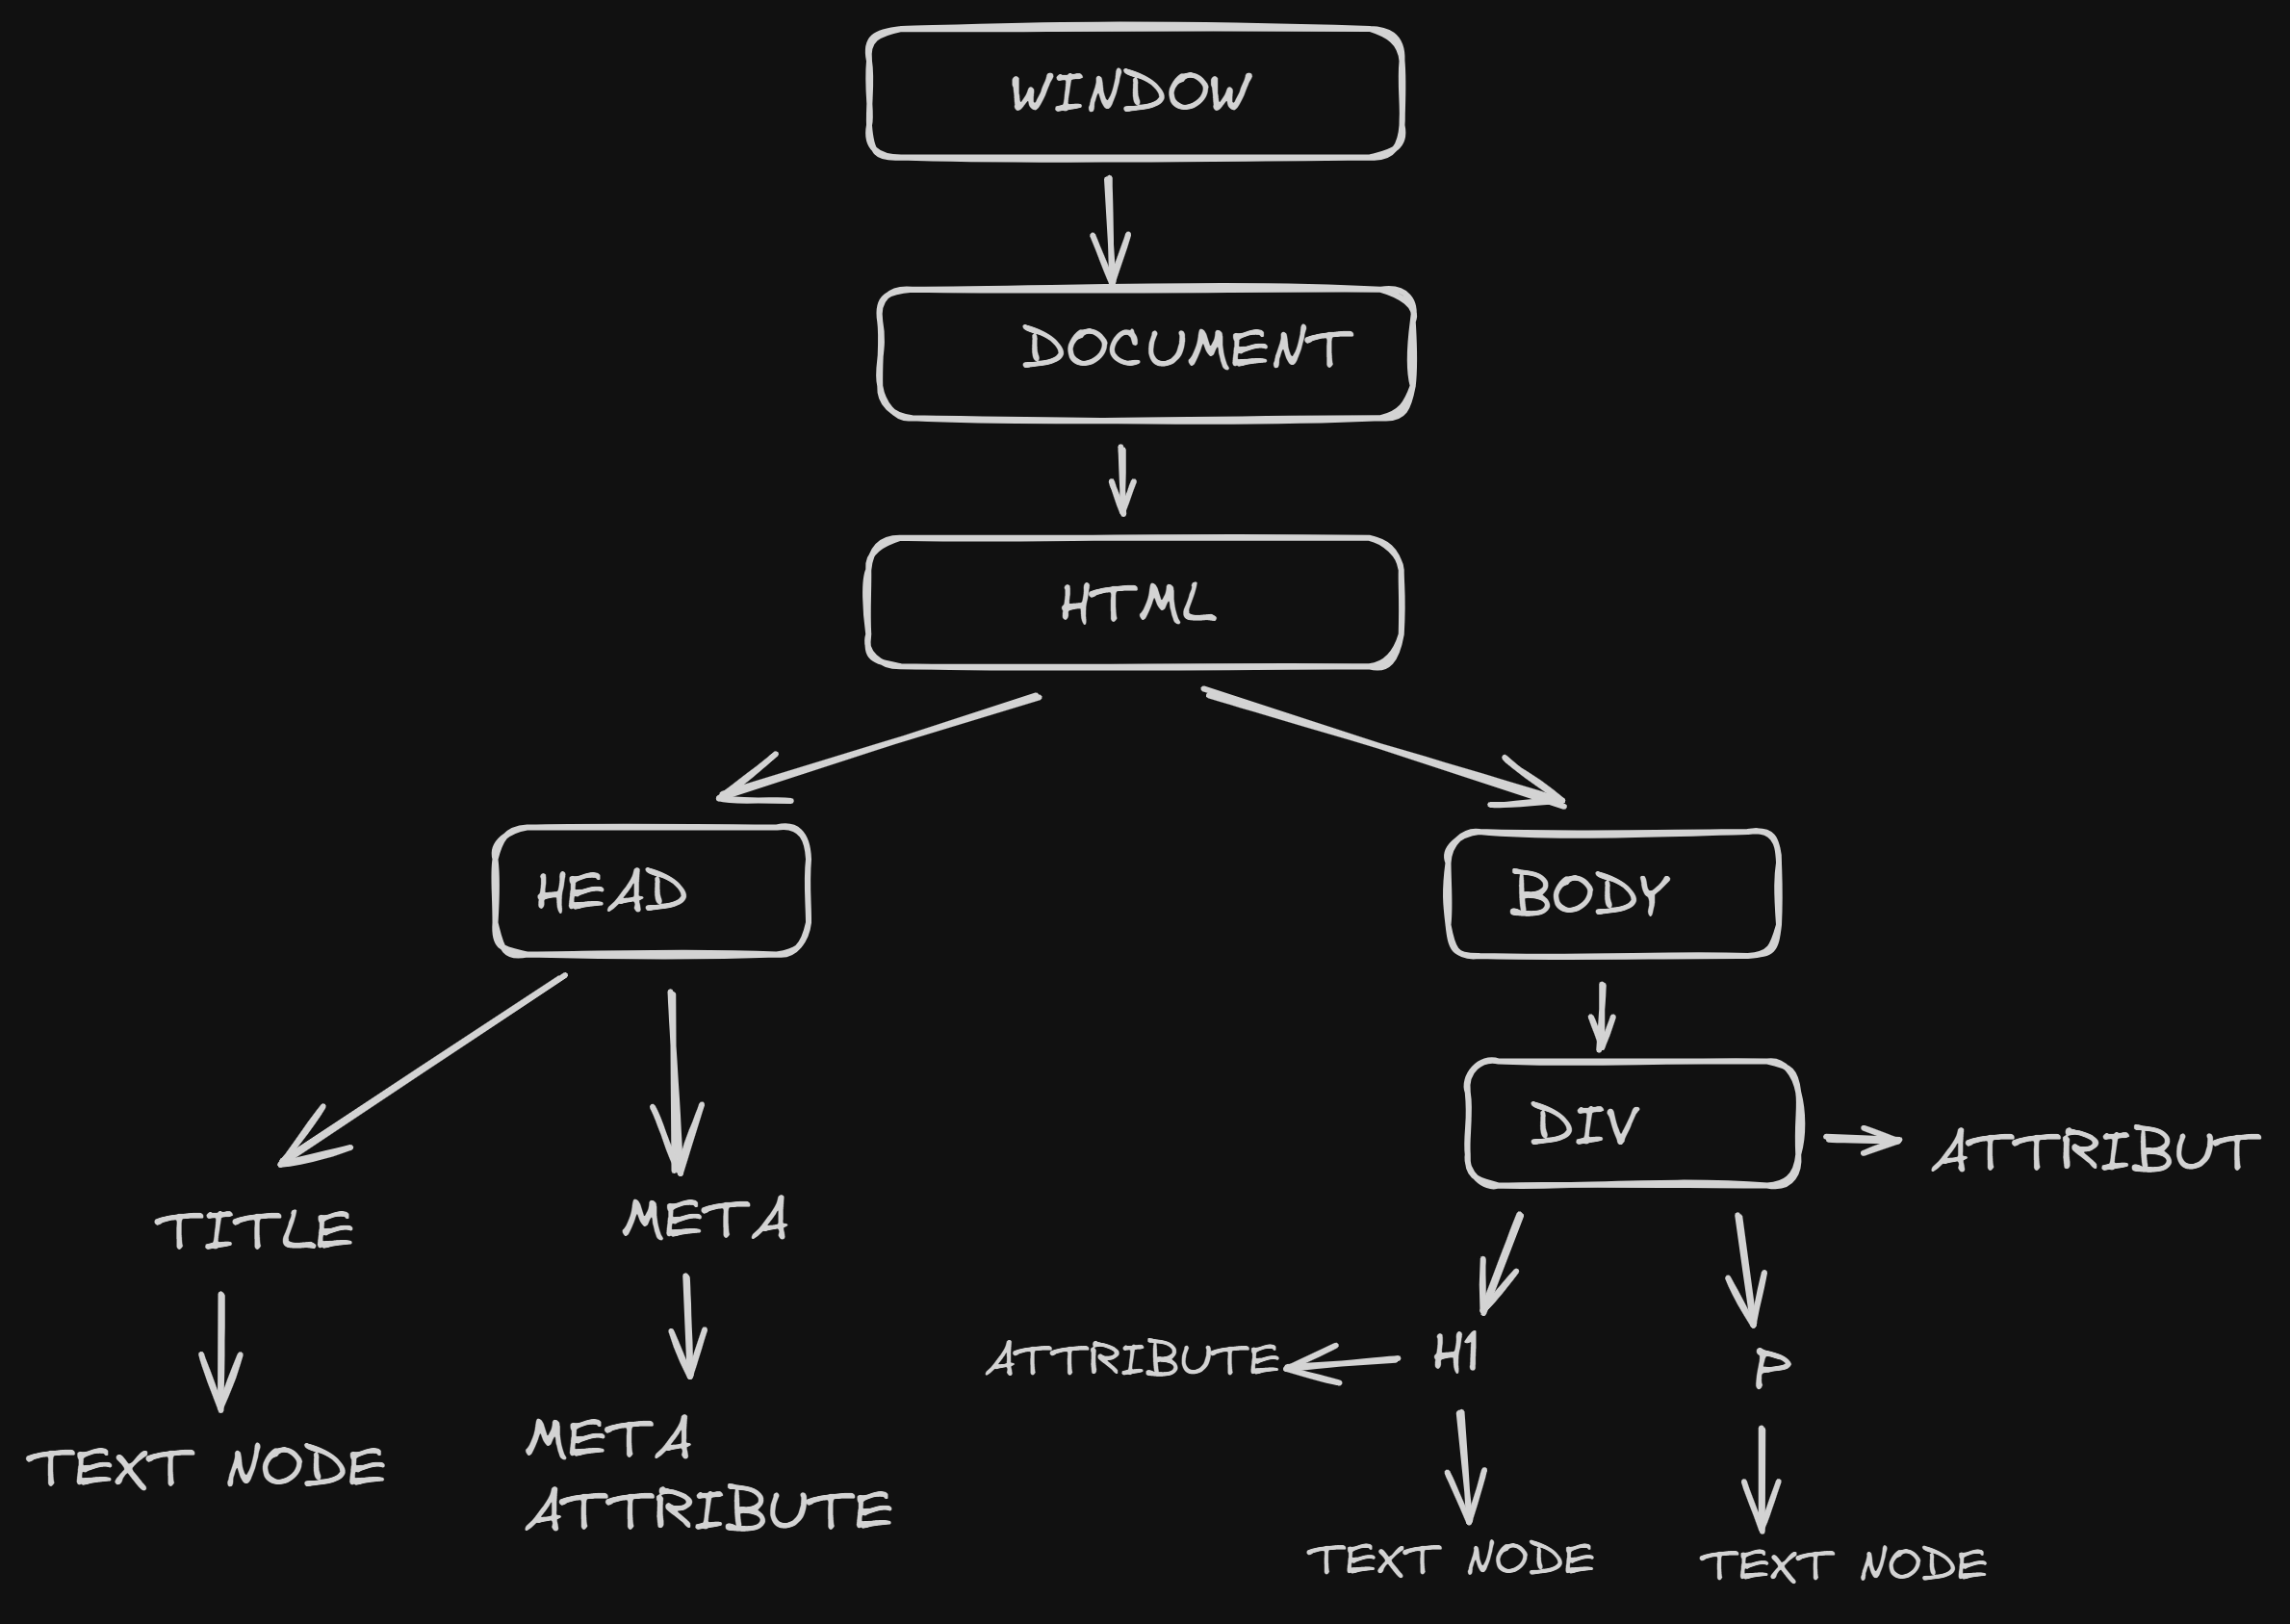 WINDOW
DOCUMENT
HTML
HEAD
BODY
DIV
ATTRIBUT
TITLE
META
ATTRIBUTE
H1
P
TEXT NODE
META
ATTRIBUTE
TEXT NODE
TEXT NODE